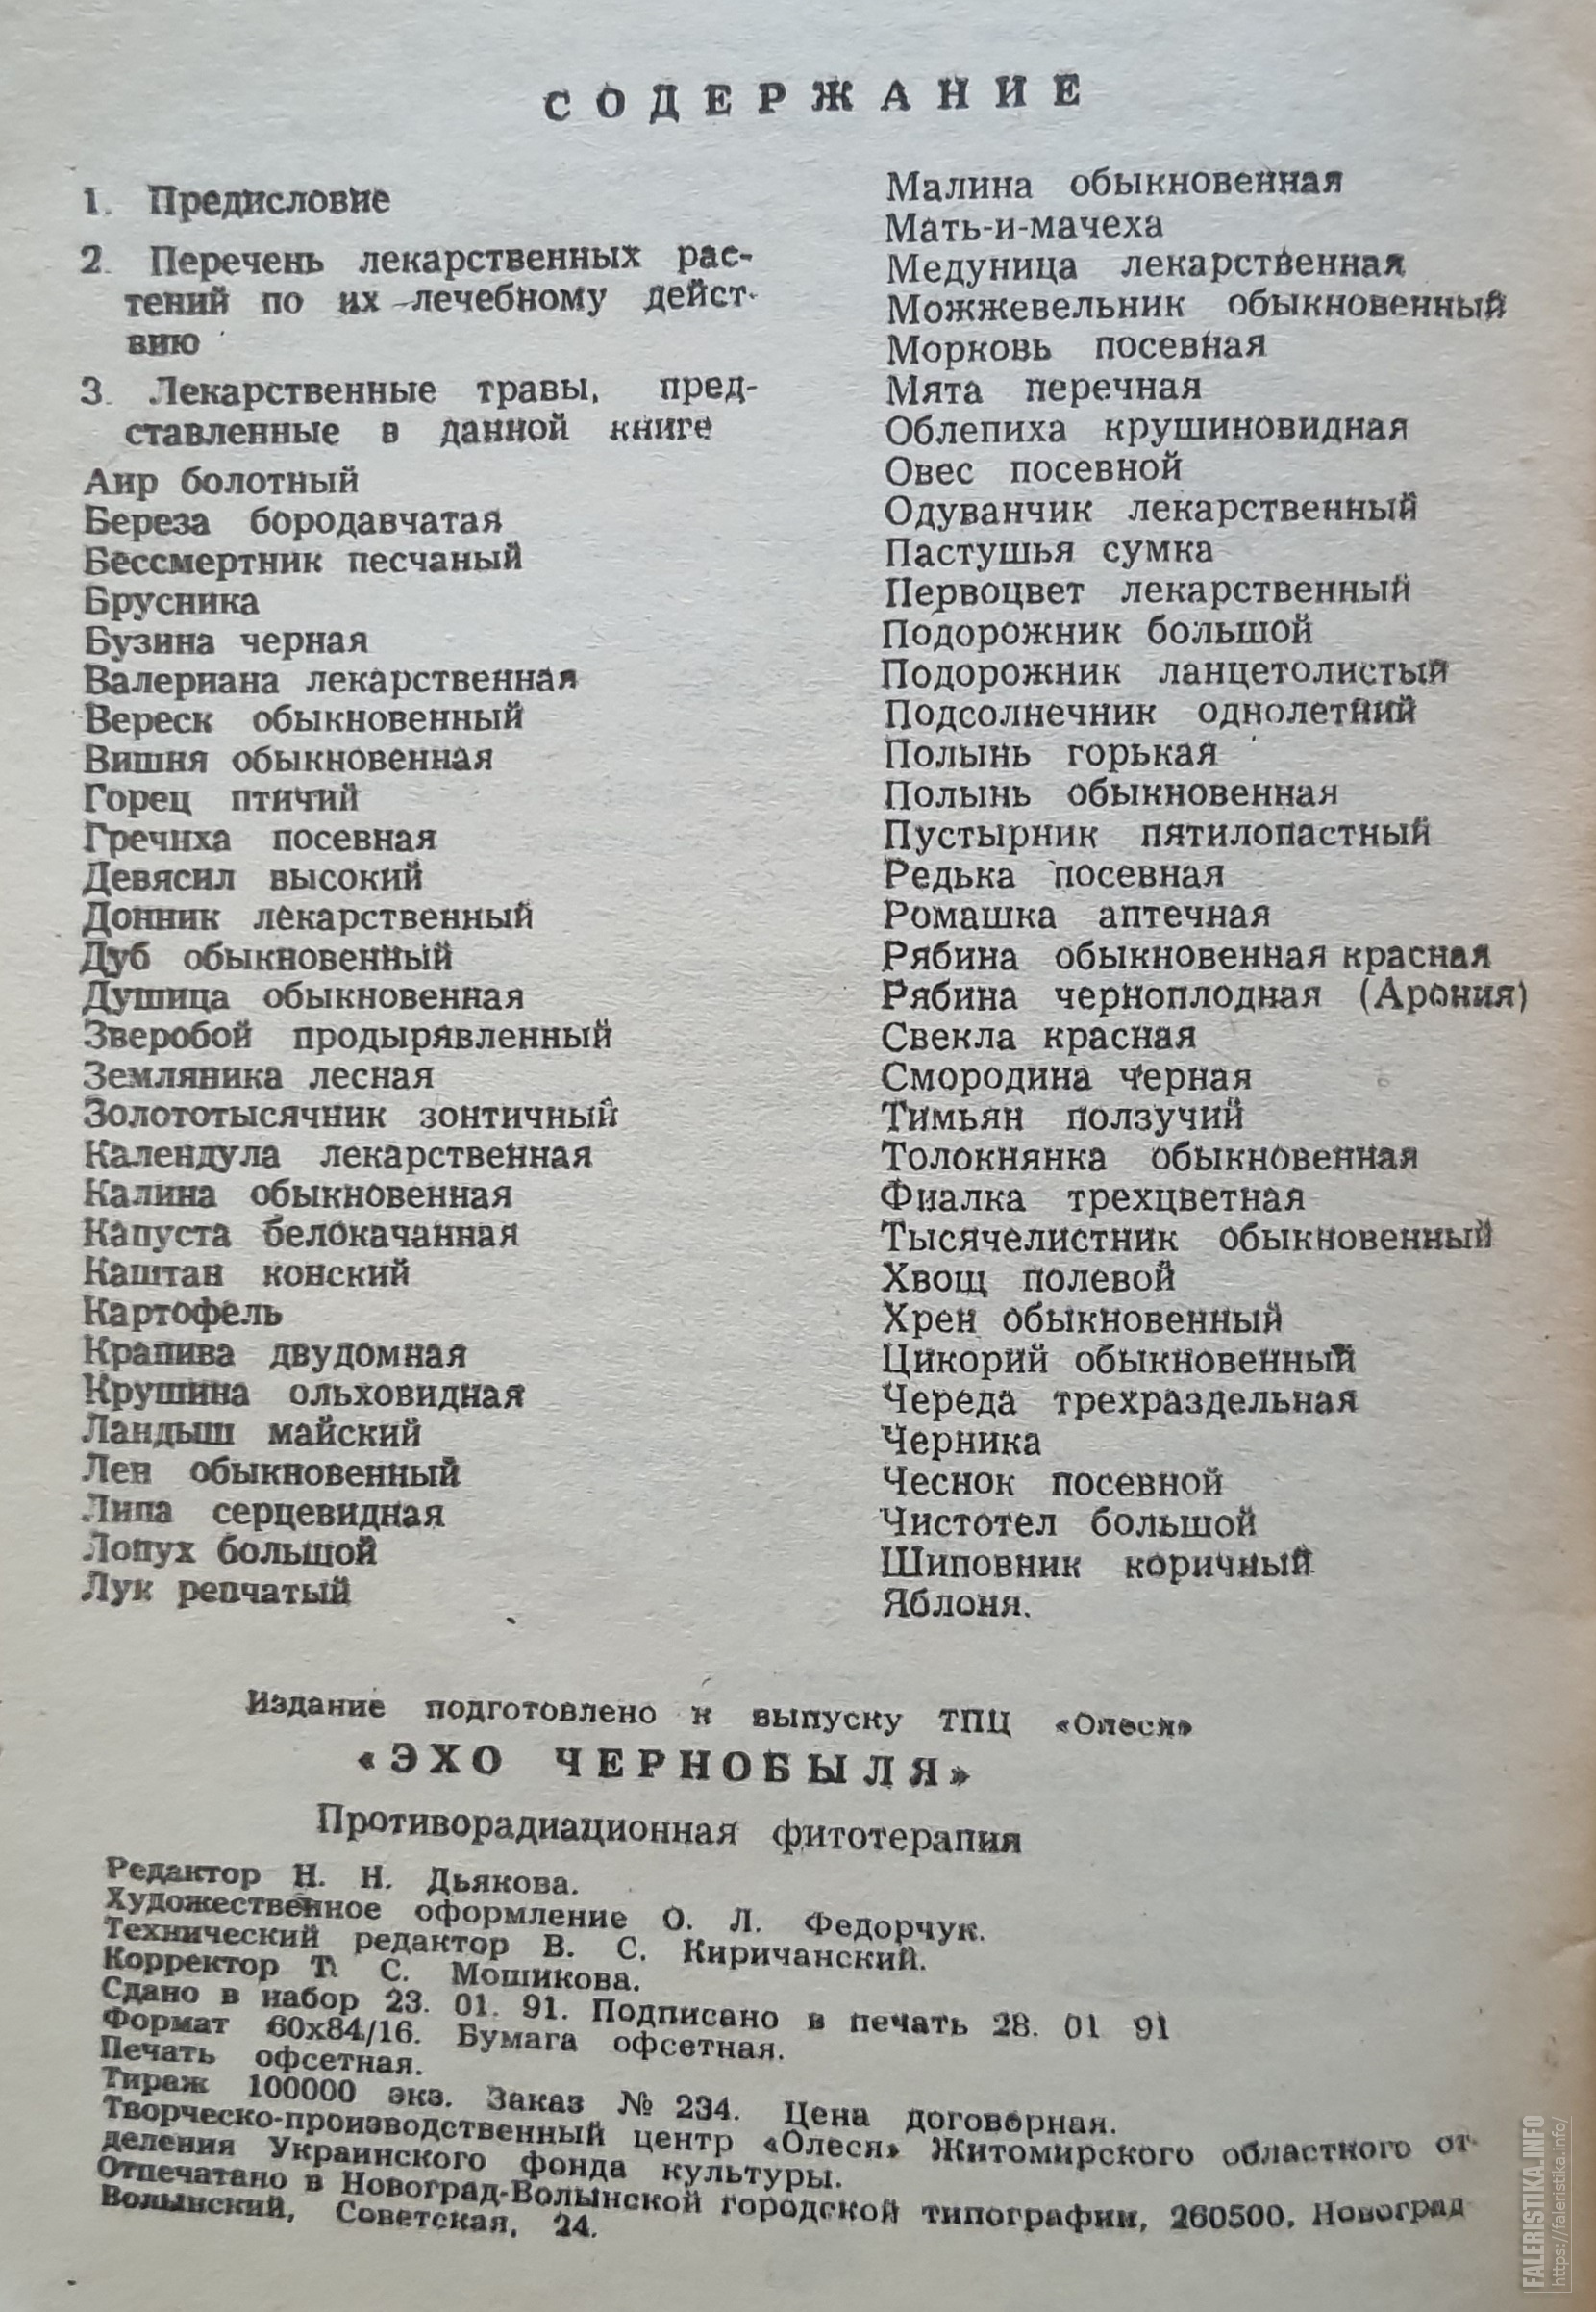 СОДЕРЖАНИЕ
1. Предисловие
2. Перечень лекарственных рас-
тений по их лечебному дейст-
вию
3. Лекарственные травы, пред-
ставленные в данной книге
Аир болотный
Береза бородавчатая
Бессмертник песчаный
Брусника
Бузина черная
Валериана лекарственная
Вереск обыкновенный
Вишня обыкновенная
Горец птичий
Гречиха посевная
Девясил высокий
Донник лекарственный
Дуб обыкновенный
Душица обыкновенная
Зверобой продырявленный
Земляника лесная
Золототысячник зонтичный
Календула лекарственная
Калина обыкновенная
Капуста белокачанная
Каштан конский
Картофель
Крапива двудомная
Крушина ольховидная
Ландыш майский
Лен обыкновенный
Липа серцевидная
Лопух большой
Лук репчатый
Малина обыкновенная
Мать-и-мачеха
Медуница лекарственная
Можжевельник обыкновенный
Морковь посевная
Мята перечная
Облепиха крушиновидная
Овес посевной
Одуванчик лекарственный
Пастушья сумка
Первоцвет лекарственный
Подорожник большой
Подорожник ланцетолистый
Подсолнечник однолетний
Полынь горькая
Полынь обыкновенная
Пустырник пятилопастный
Редька посевная
Ромашка аптечная
Рябина обыкновенная красная
Рябина черноплодная (Арония)
Свекла красная
Смородина черная
Тимьян ползучий
Толокнянка обыкновенная
Фиалка трехцветная
Тысячелистник обыкновенный
Хвощ полевой
Хрен обыкновенный
Цикорий обыкновенный
Череда трехраздельная
Черника
Чеснок посевной
Чистотел большой
Шиповник коричный
Яблоня.
Издание подготовлено к выпуску ТПЦ «Олеся»
«ЭХО ЧЕРНОБЫЛЯ»
Противорадиационная фитотерапия
Редактор Н. Н. Дьякова.
Художественное оформление О. Л. Федорчук.
Технический редактор В. С. Киричанский.
Корректор Т. С. Мошикова.
Сдано в набор 23. 01. 91. Подписано в печать 28. 01 91
Формат 60х84/16. Бумага офсетная.
Печать офсетная.
Тираж 100000 экз. Заказ № 234. Цена договорная.
Творческо-производственный центр «Олеся» Житомирского областного от-
деления Украинского фонда культуры.
Отпечатано в Новоград-Волынской городской типографии, 260500, Новоград-
Волынский, Советская, 24.
FALERISTIKA.INFO
https://faleristika.info/